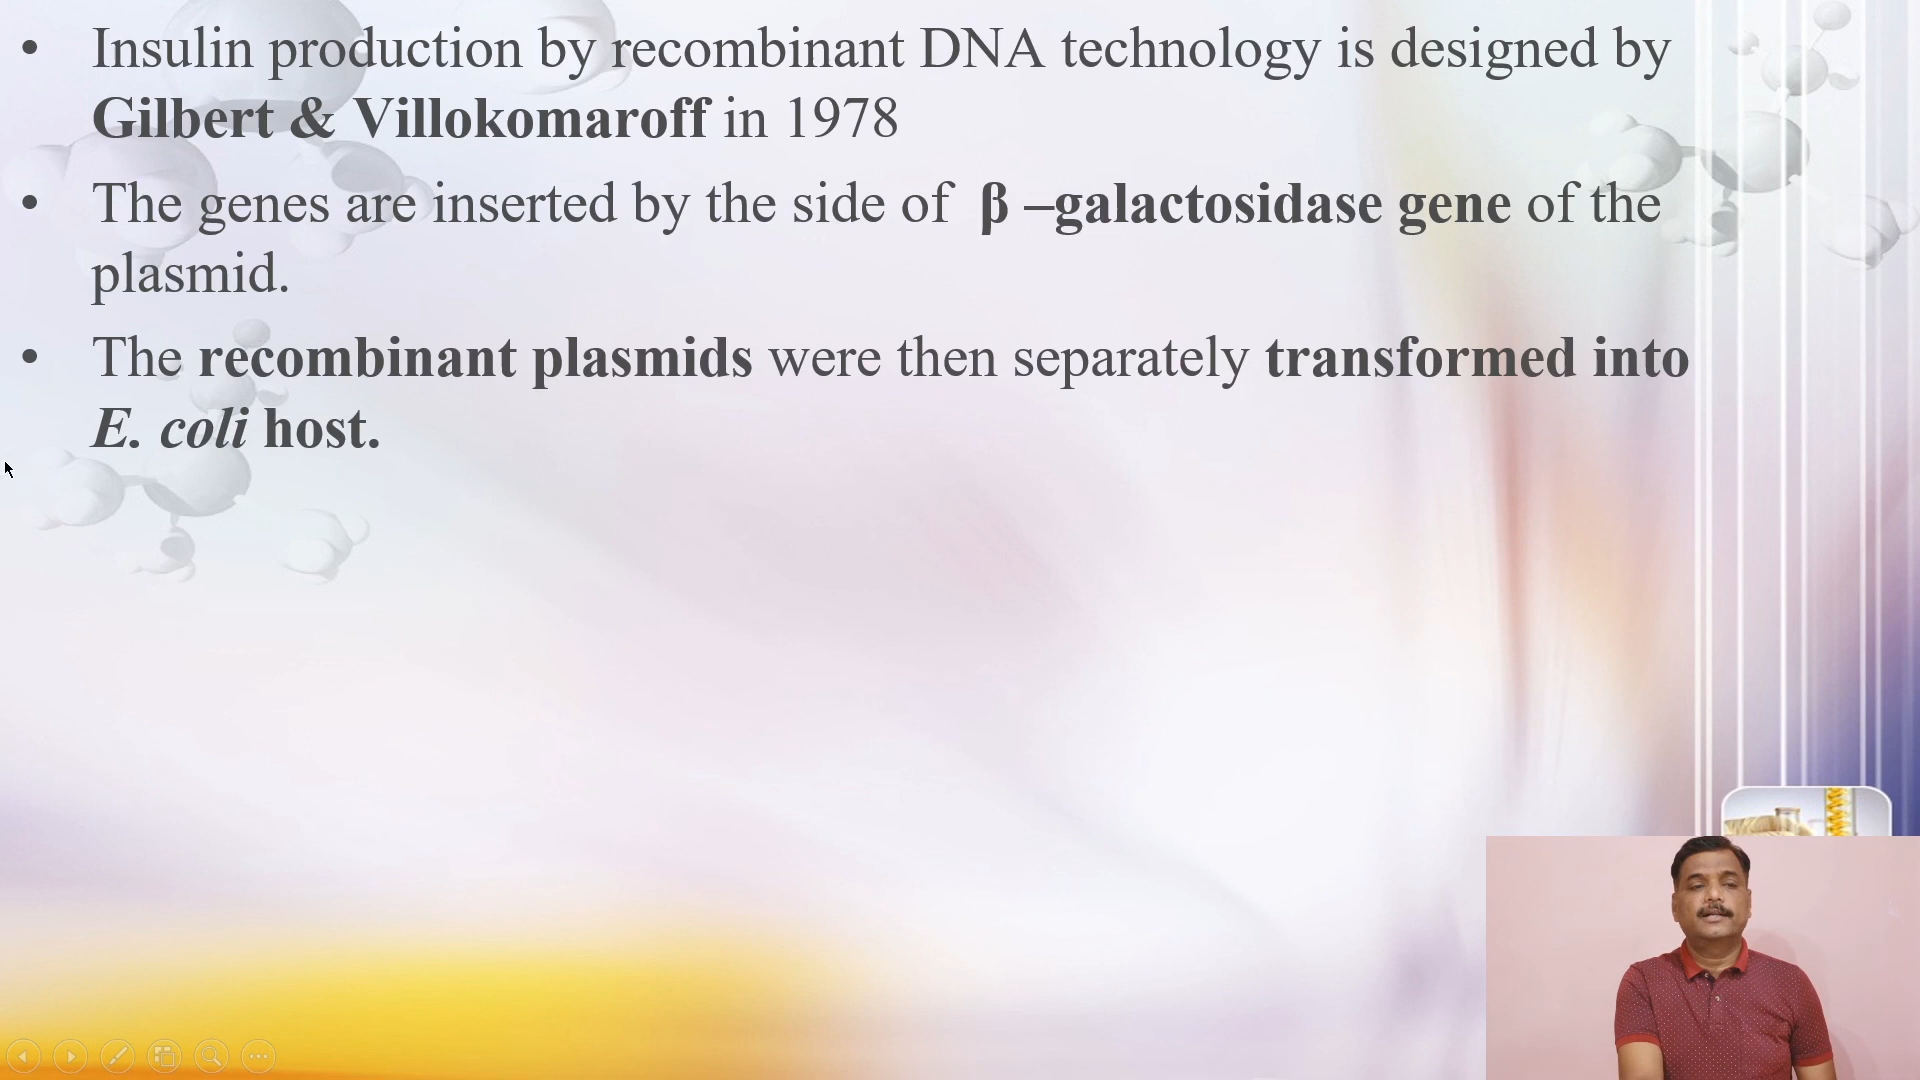 • Insulin production by recombinant DNA technology is designed by
Gilbert & Villokomaroff in 1978
• The genes are inserted by the side of β –galactosidase gene of the
plasmid.
• The recombinant plasmids were then separately transformed into
E. coli host.